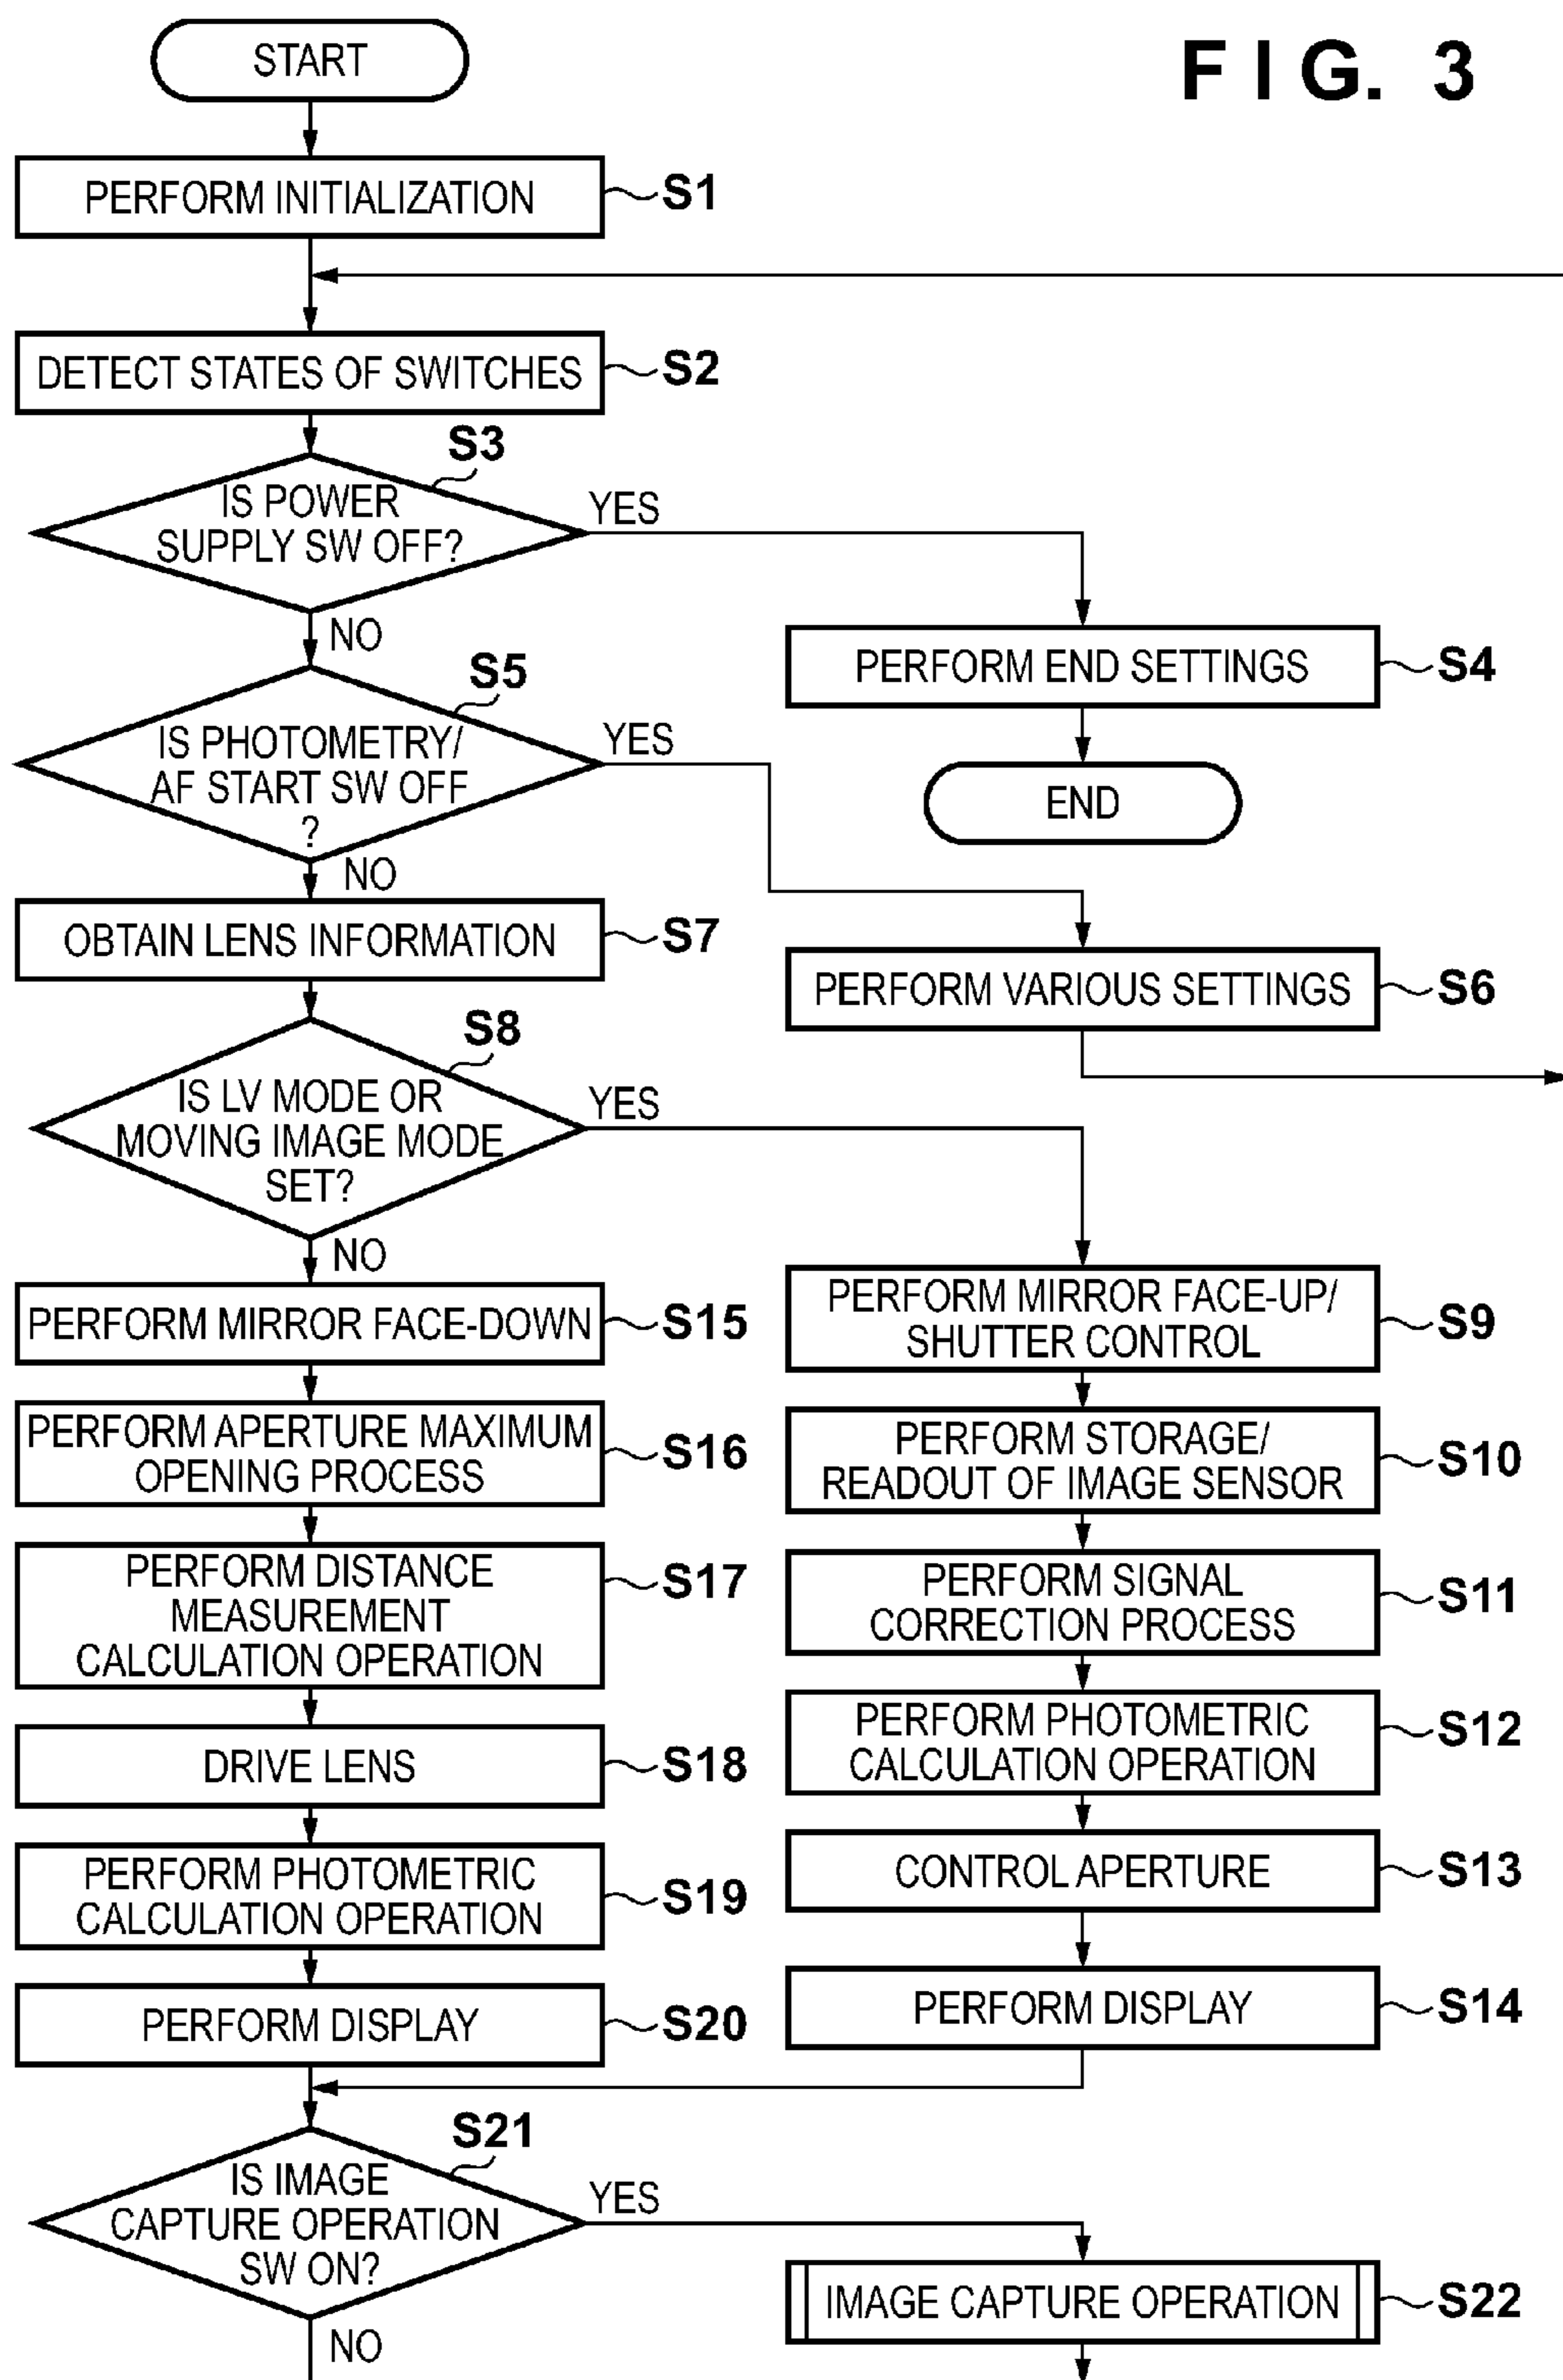 FIG. 3
START
PERFORM INITIALIZATION
S1
DETECT STATES OF SWITCHES
S2
S3
IS POWER
SUPPLY SW OFF?
YES
NO
PERFORM END SETTINGS
S4
END
S5
IS PHOTOMETRY/
AF START SW OFF
?
YES
NO
PERFORM VARIOUS SETTINGS
S6
OBTAIN LENS INFORMATION
S7
S8
IS LV MODE OR
MOVING IMAGE MODE
SET?
YES
NO
PERFORM MIRROR FACE-UP/
SHUTTER CONTROL
S9
PERFORM STORAGE/
READOUT OF IMAGE SENSOR
S10
PERFORM SIGNAL
CORRECTION PROCESS
S11
PERFORM PHOTOMETRIC
CALCULATION OPERATION
S12
CONTROL APERTURE
S13
PERFORM DISPLAY
S14
PERFORM MIRROR FACE-DOWN
S15
PERFORM APERTURE MAXIMUM
OPENING PROCESS
S16
PERFORM DISTANCE
MEASUREMENT
CALCULATION OPERATION
S17
DRIVE LENS
S18
PERFORM PHOTOMETRIC
CALCULATION OPERATION
S19
PERFORM DISPLAY
S20
S21
IS IMAGE
CAPTURE OPERATION
SW ON?
YES
NO
IMAGE CAPTURE OPERATION
S22